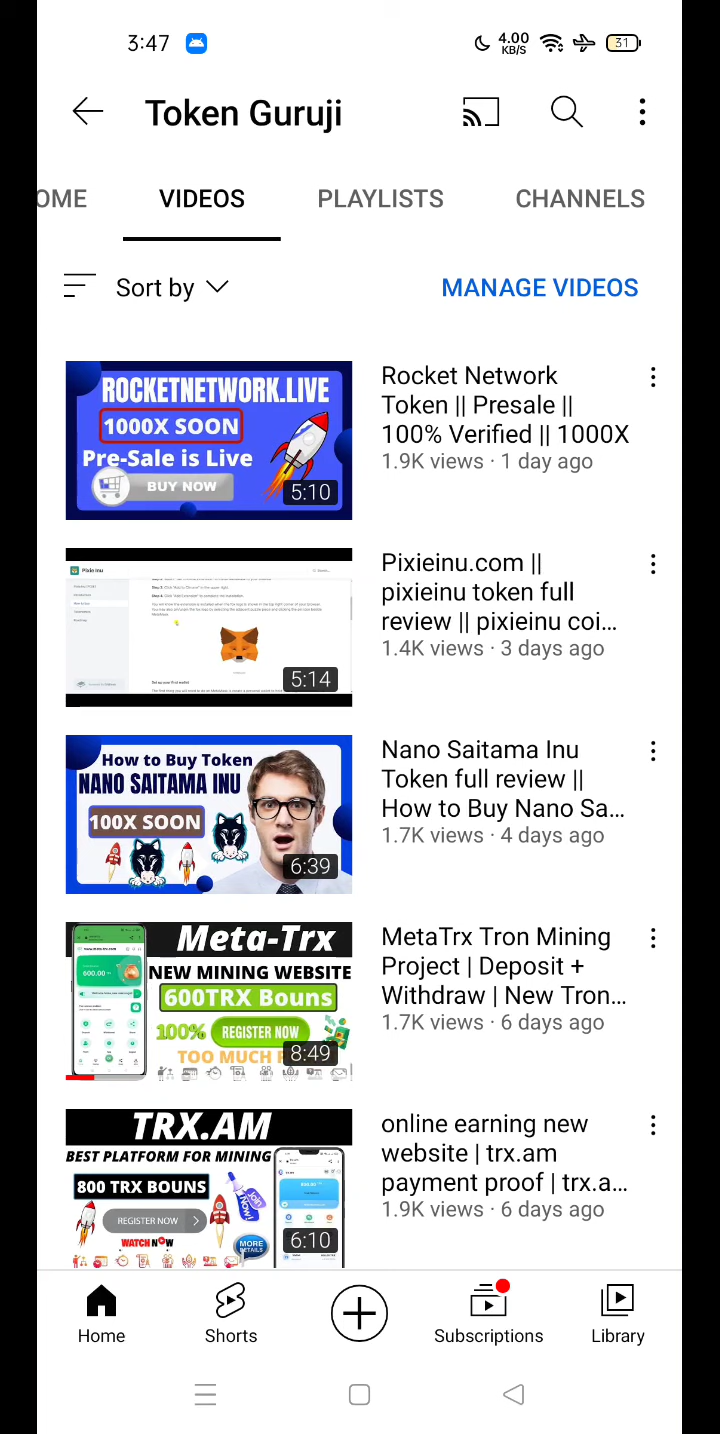 3:47
4.00
KB/S
31
Token Guruji
OME
VIDEOS
PLAYLISTS
CHANNELS
Sort by
MANAGE VIDEOS
ROCKETNETWORK.LIVE
1000X SOON
Pre-Sale is Live
BUY NOW
5:10
Rocket Network
Token || Presale ||
100% Verified || 1000X
1.9K views · 1 day ago
Pixie Inu
5:14
Pixieinu.com ||
pixieinu token full
review || pixieinu coi...
1.4K views · 3 days ago
How to Buy Token
NANO SAITAMA INU
100X SOON
6:39
Nano Saitama Inu
Token full review ||
How to Buy Nano Sa...
1.7K views · 4 days ago
Meta-Trx
NEW MINING WEBSITE
600.00
600TRX Bouns
100%
REGISTER NOW
TOO MUCH
8:49
MetaTrx Tron Mining
Project | Deposit +
Withdraw | New Tron...
1.7K views · 6 days ago
TRX.AM
BEST PLATFORM FOR MINING
800 TRX BOUNS
Join Now!
REGISTER NOW
WATCH NOW
MORE DETAILS
6:10
online earning new
website | trx.am
payment proof | trx.a...
1.9K views · 6 days ago
Home
Shorts
Subscriptions
Library